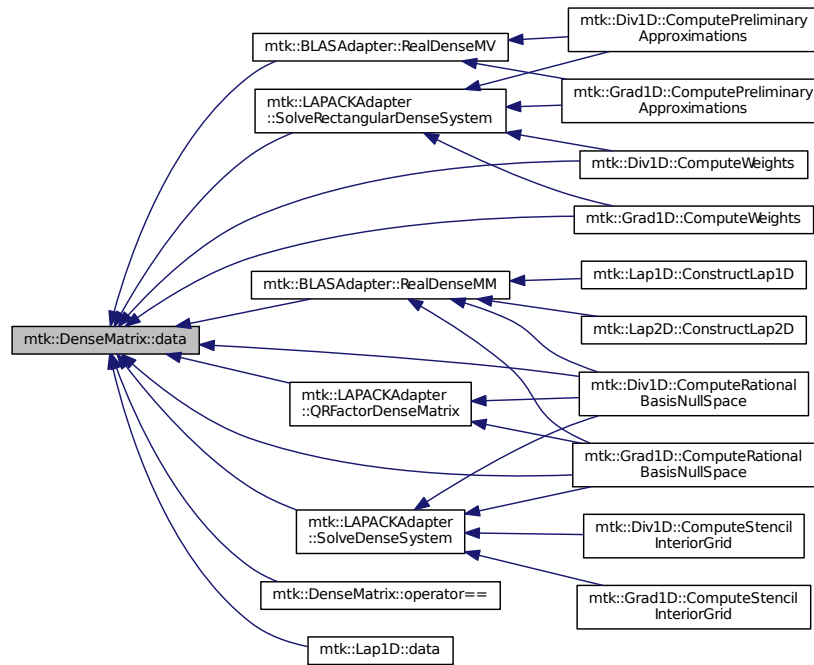 mtk::DenseMatrix::data
mtk::BLASAdapter::RealDenseMV
mtk::LAPACKAdapter
::SolveRectangularDenseSystem
mtk::BLASAdapter::RealDenseMM
mtk::LAPACKAdapter
::QRFactorDenseMatrix
mtk::LAPACKAdapter
::SolveDenseSystem
mtk::DenseMatrix::operator==
mtk::Lap1D::data
mtk::Div1D::ComputePreliminary
Approximations
mtk::Grad1D::ComputePreliminary
Approximations
mtk::Div1D::ComputeWeights
mtk::Grad1D::ComputeWeights
mtk::Lap1D::ConstructLap1D
mtk::Lap2D::ConstructLap2D
mtk::Div1D::ComputeRational
BasisNullSpace
mtk::Grad1D::ComputeRational
BasisNullSpace
mtk::Div1D::ComputeStencil
InteriorGrid
mtk::Grad1D::ComputeStencil
InteriorGrid